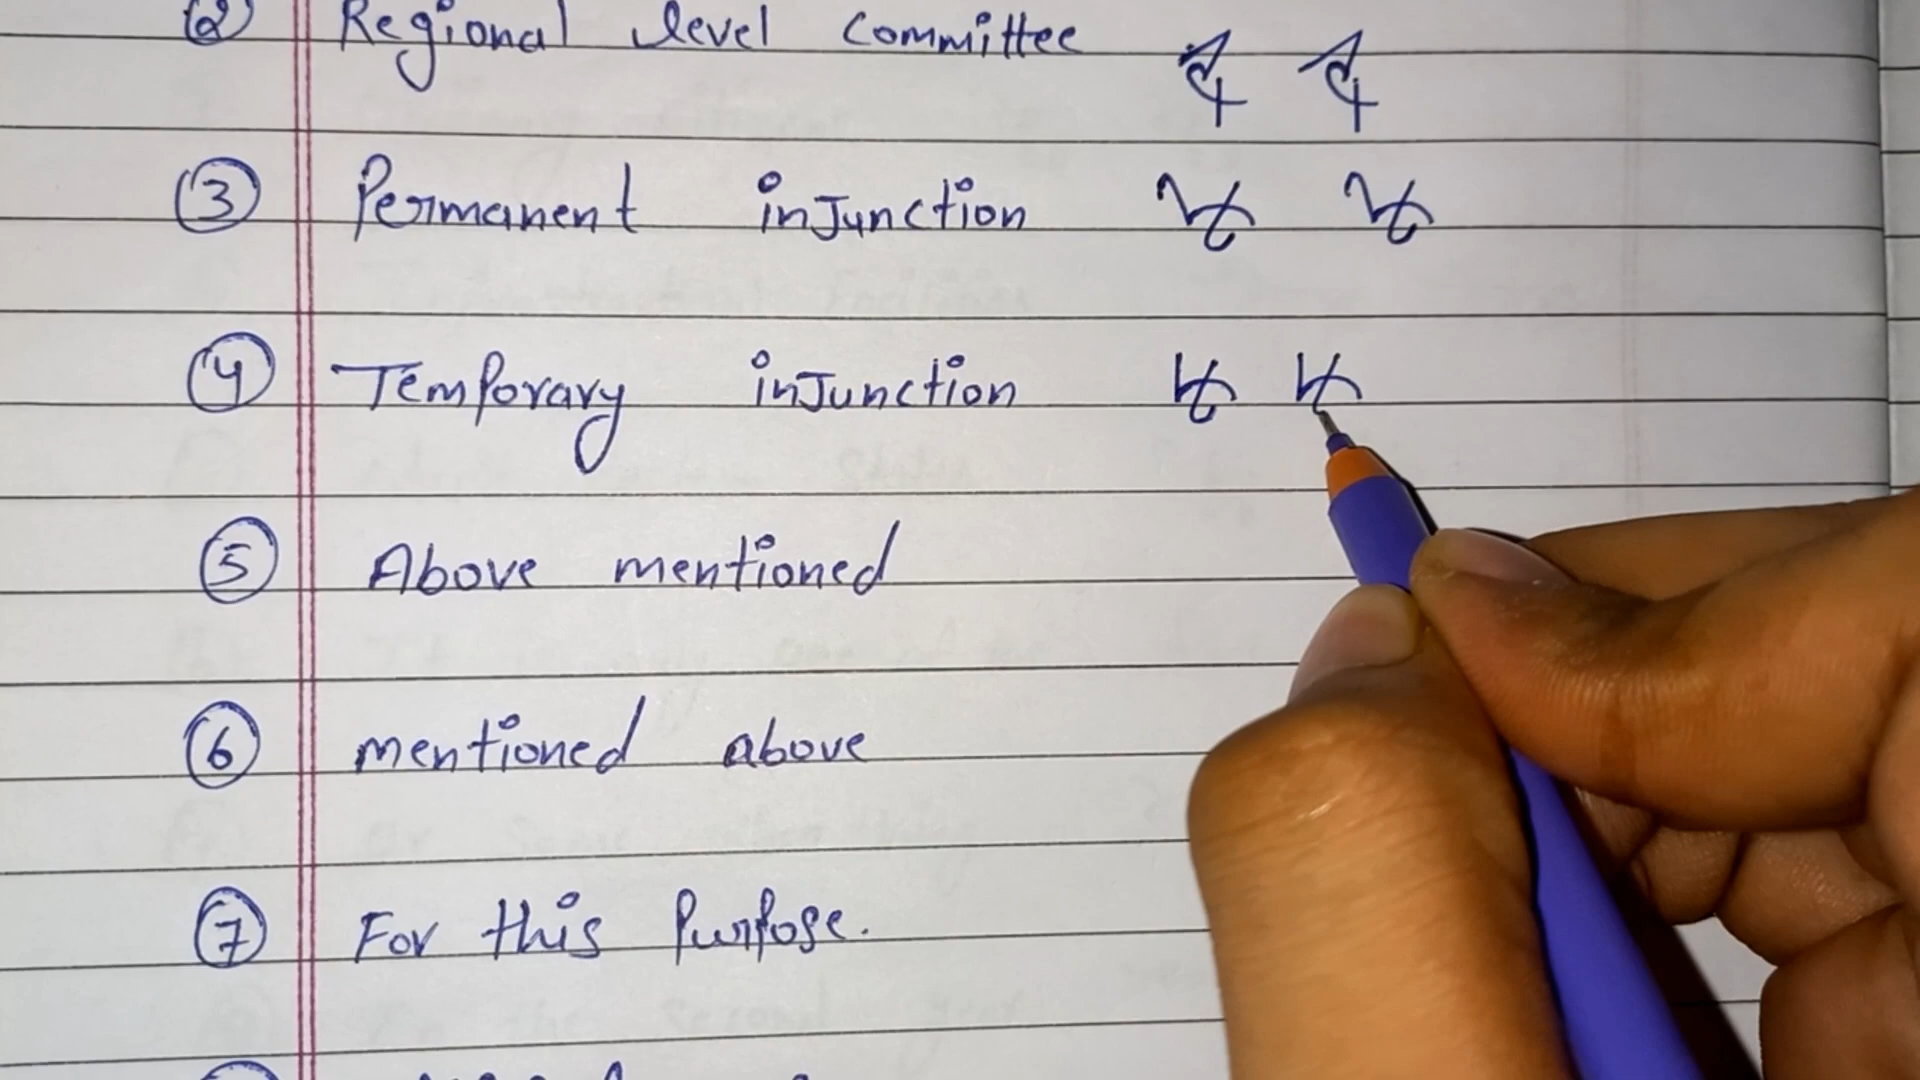 (2) Regional level committee
(3) Permanent injunction
(4) Temporary injunction
(5) Above mentioned
(6) mentioned above
(7) For this Purpose.